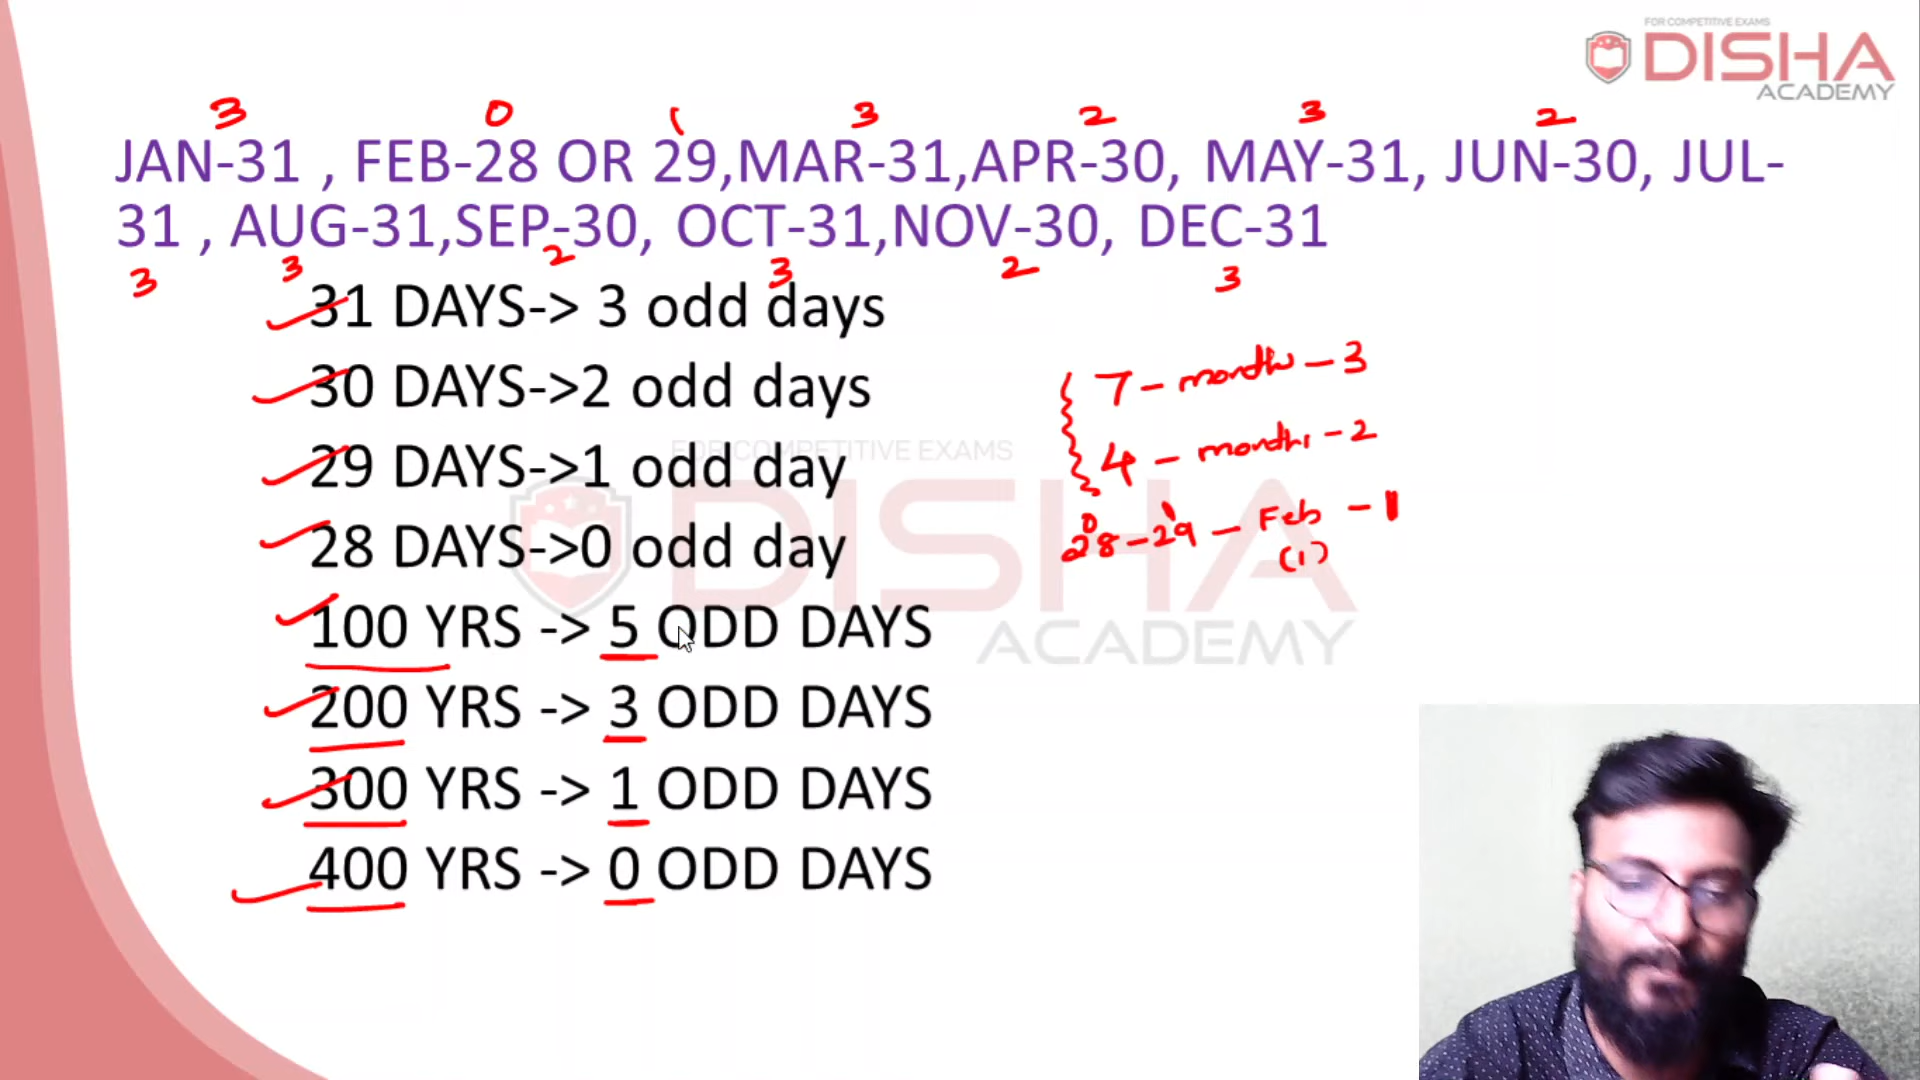 FOR COMPETITIVE EXAMS
DISHA
ACADEMY
3 0 1 3 2 3 2
JAN-31 , FEB-28 OR 29,MAR-31,APR-30, MAY-31, JUN-30, JUL-
31 , AUG-31,SEP-30, OCT-31,NOV-30, DEC-31
3 3 2 3 2 3
31 DAYS-> 3 odd days
30 DAYS->2 odd days
29 DAYS->1 odd day
28 DAYS->0 odd day
100 YRS -> 5 ODD DAYS
200 YRS -> 3 ODD DAYS
300 YRS -> 1 ODD DAYS
400 YRS -> 0 ODD DAYS
7 - months - 3
4 - months - 2
0 1
28 - 29 - Feb - 1
(1)
FOR COMPETITIVE EXAMS
DISHA
ACADEMY